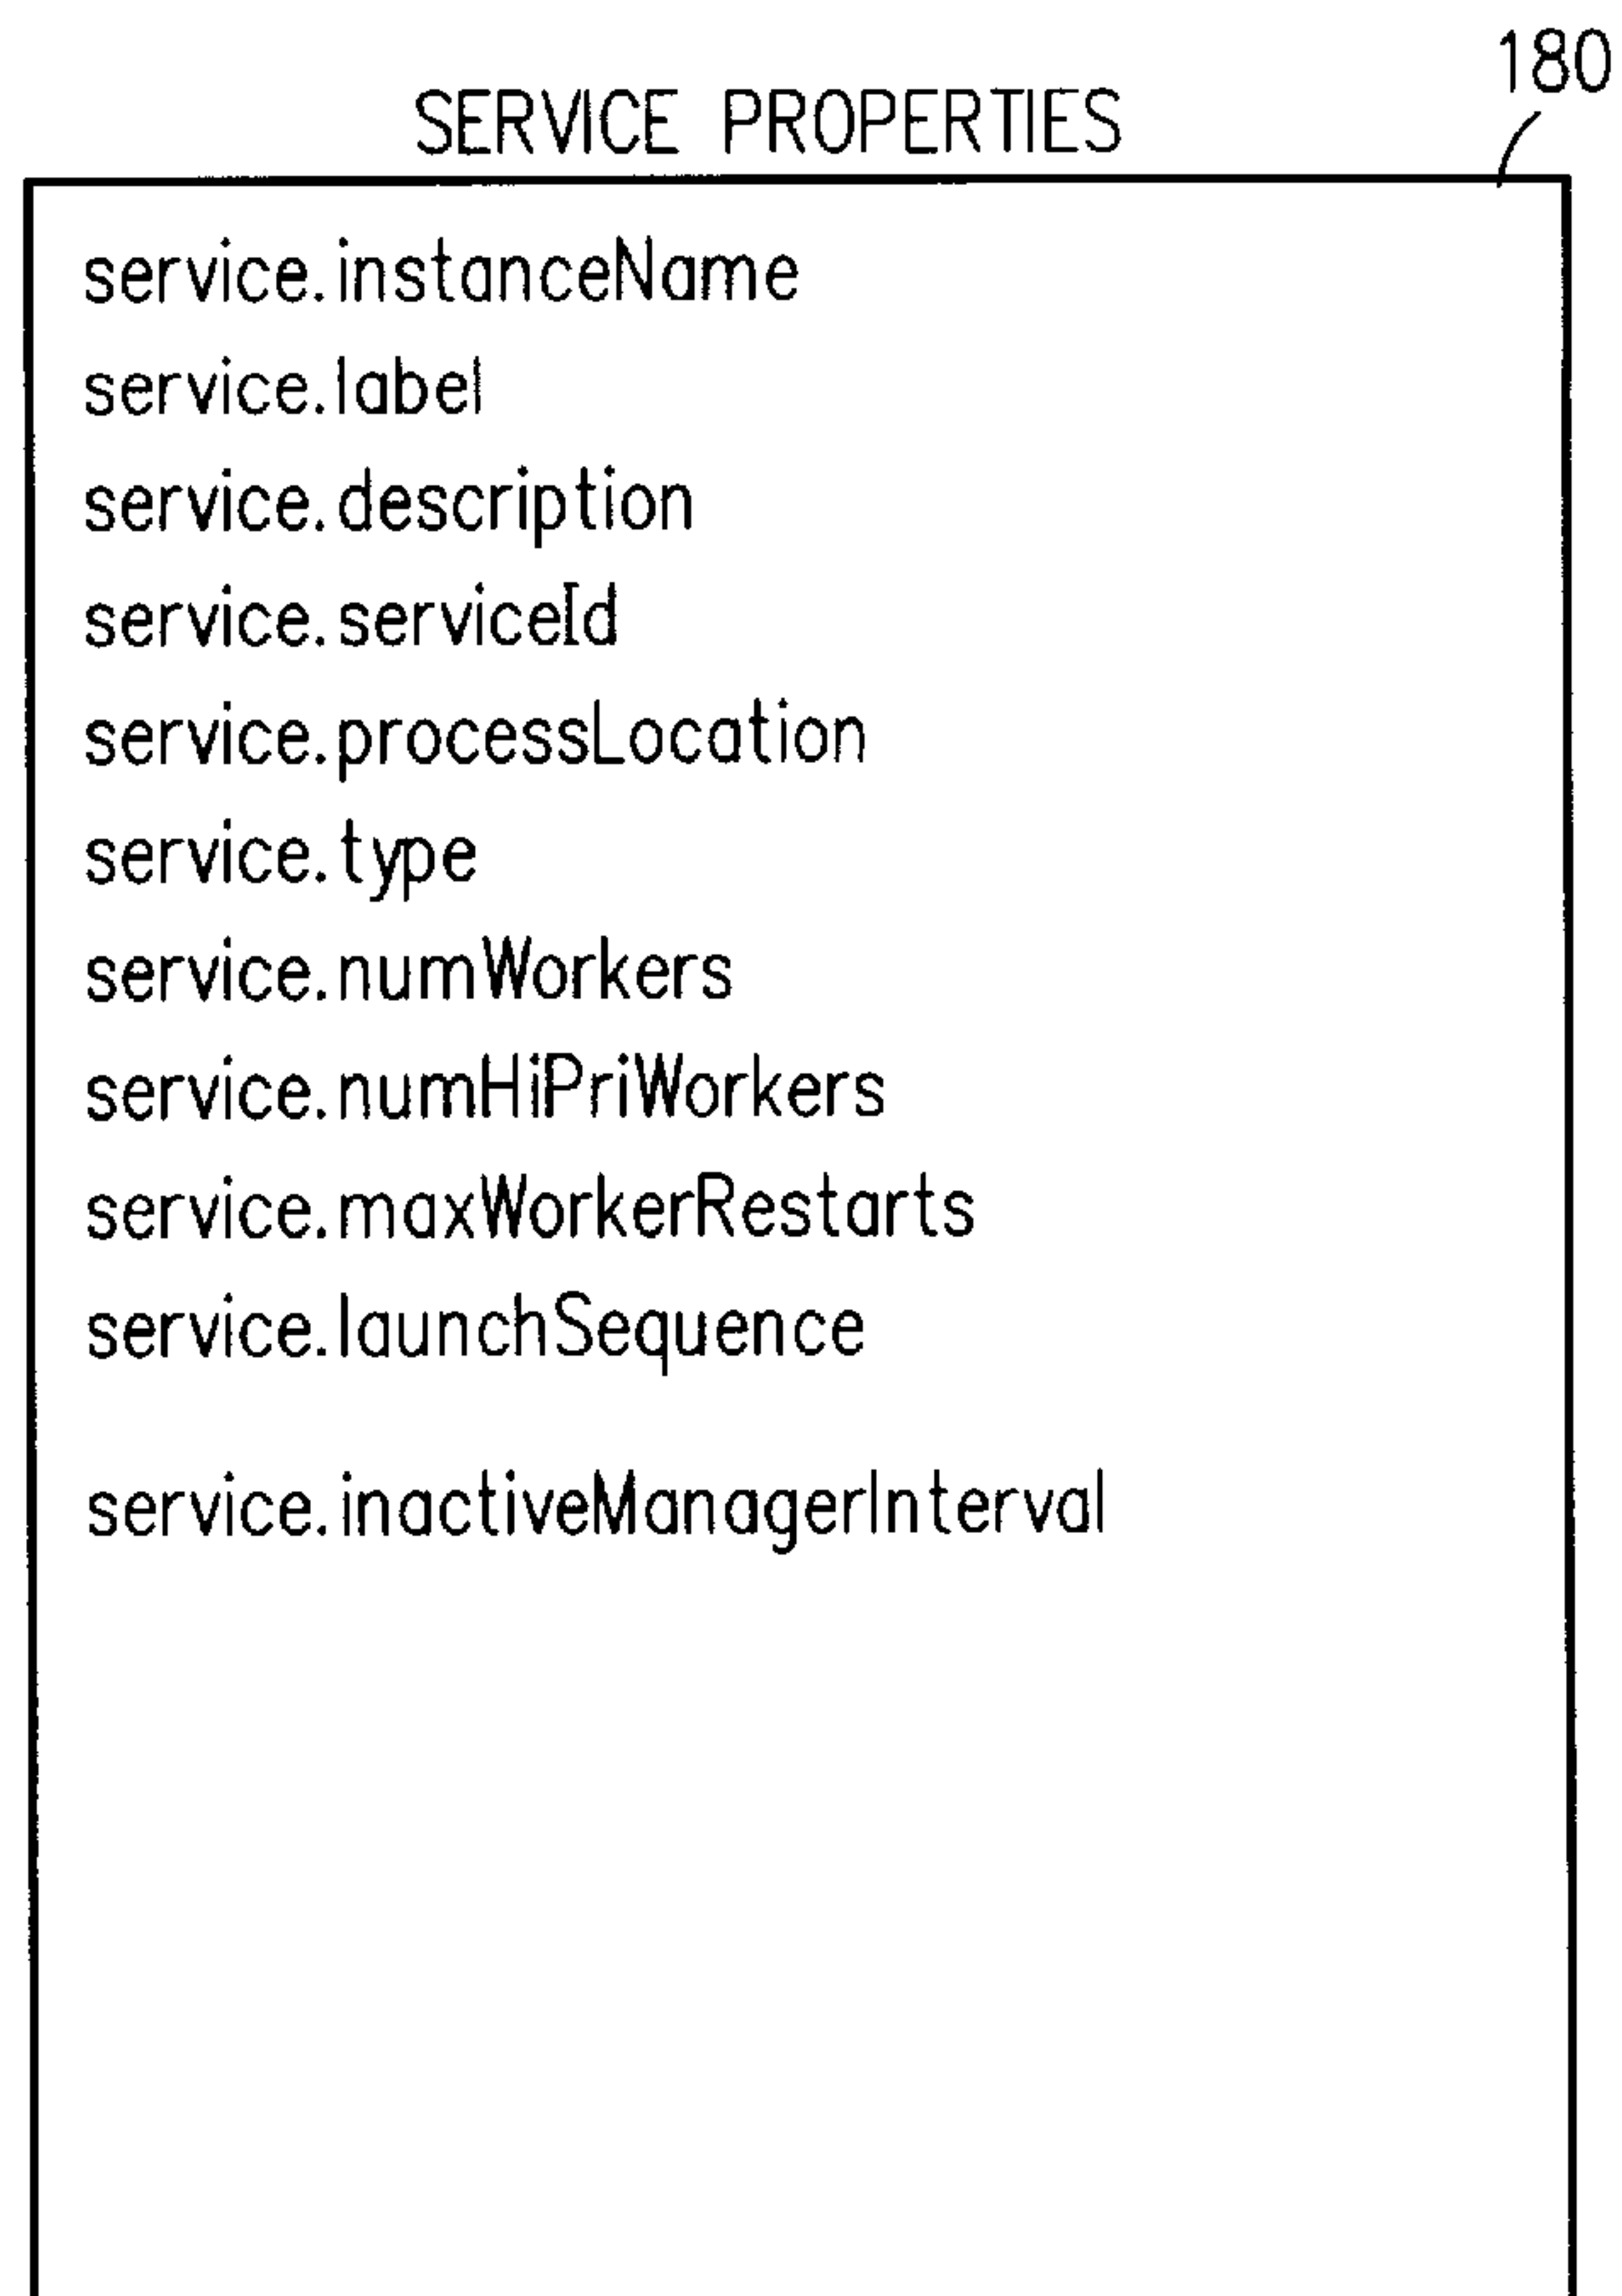 180
SERVICE PROPERTIES
service.instanceName
service.label
service.description
service.serviceId
service.processLocation
service.type
service.numWorkers
service.numHiPriWorkers
service.maxWorkerRestarts
service.launchSequence
service.inactiveManagerInterval